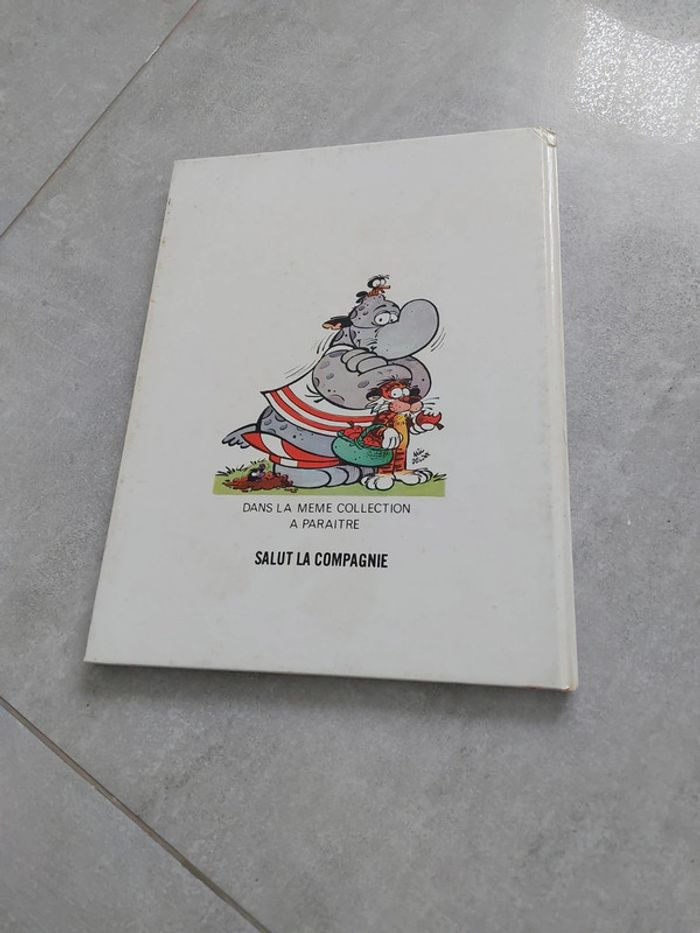 DANS LA MEME COLLECTION
A PARAITRE
SALUT LA COMPAGNIE